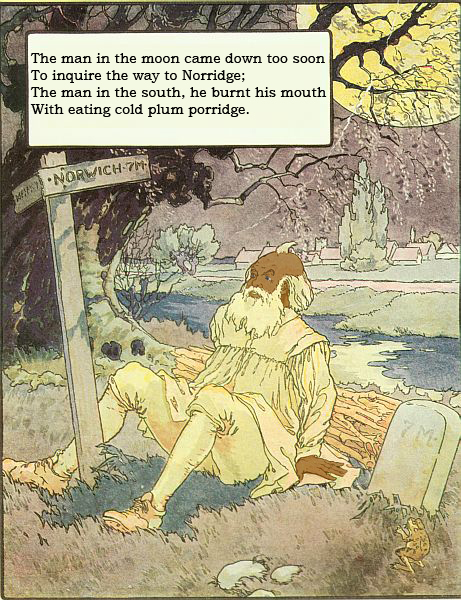 The man in the moon came down too soon
To inquire the way to Norridge;
The man in the south, he burnt his mouth
With eating cold plum porridge.
·NORWICH·7M·
7M.